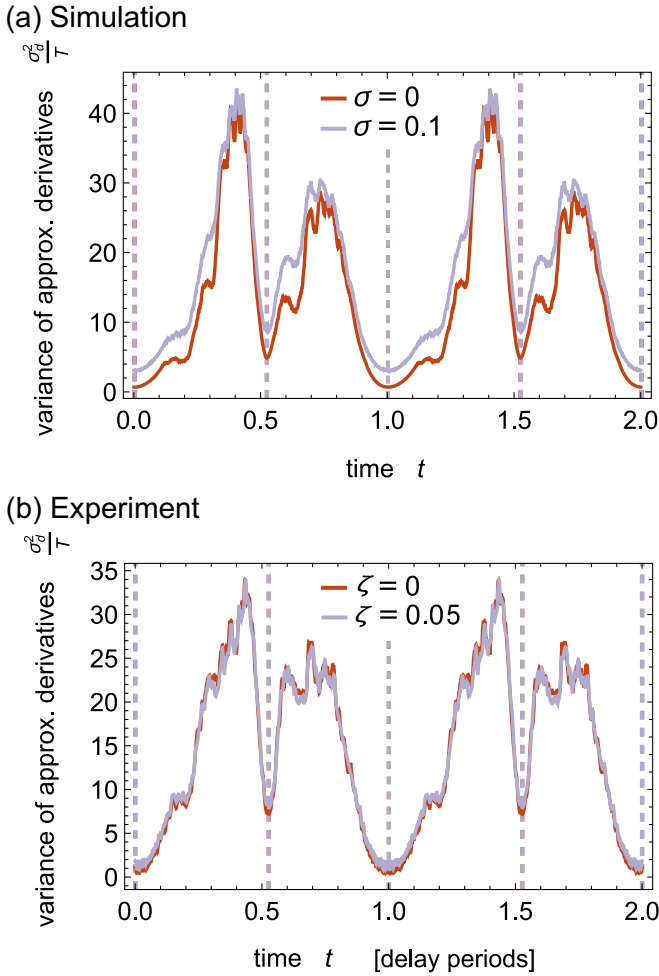 (a) Simulation
σ_d^2/T
variance of approx. derivatives
40
30
20
10
0
σ = 0
σ = 0.1
0.0 0.5 1.0 1.5 2.0
time t
(b) Experiment
σ_d^2/T
variance of approx. derivatives
35
30
25
20
15
10
5
0
ζ = 0
ζ = 0.05
0.0 0.5 1.0 1.5 2.0
time t [delay periods]